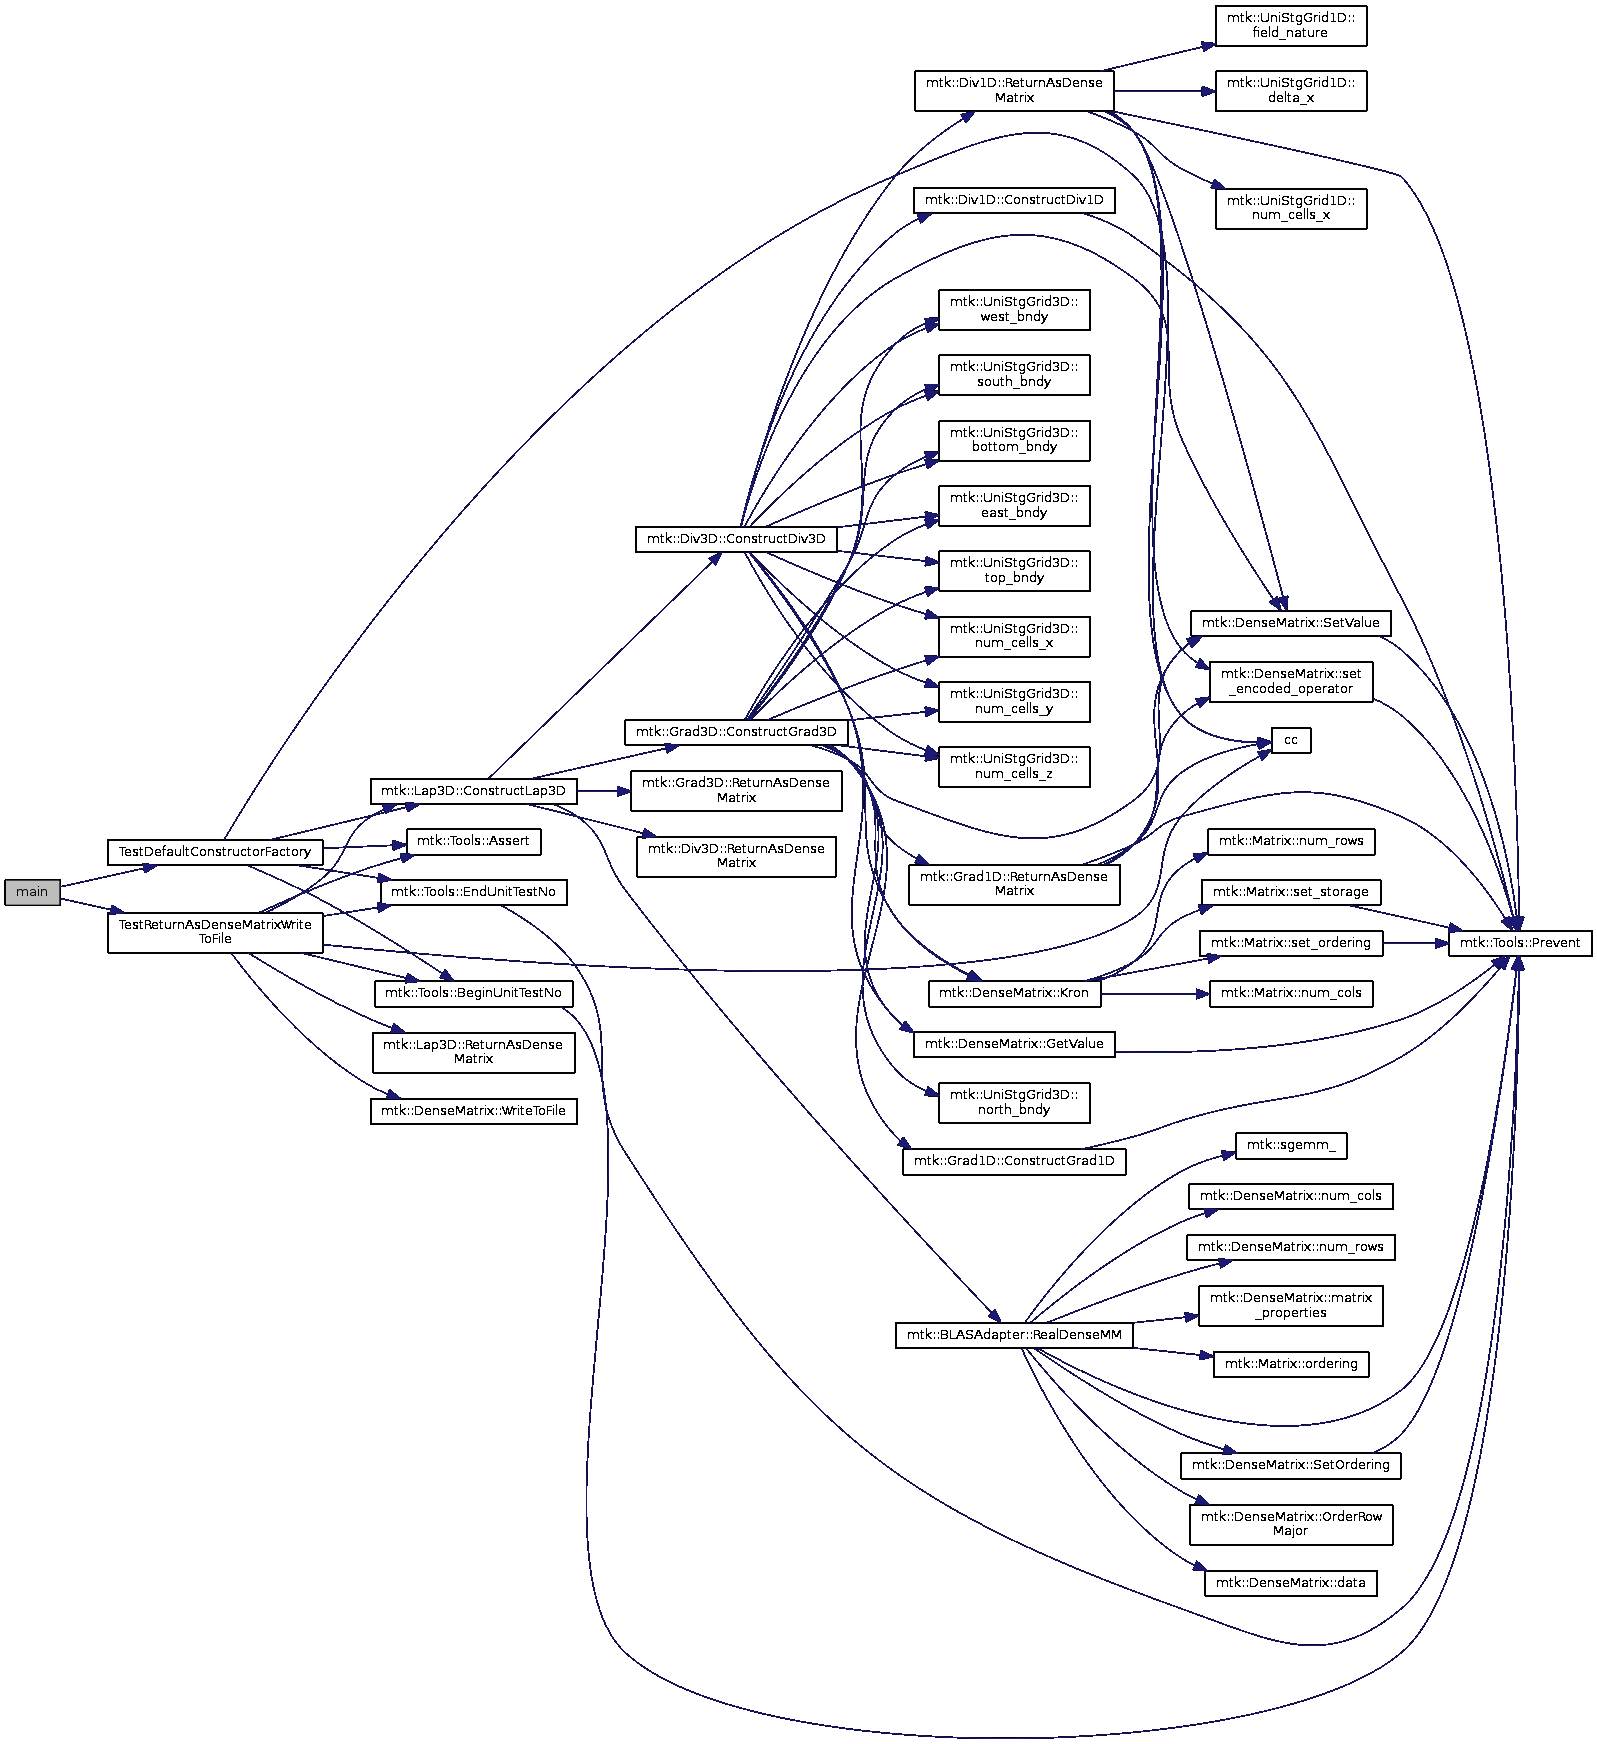 main
TestDefaultConstructorFactory
TestReturnAsDenseMatrixWrite
ToFile
mtk::Lap3D::ConstructLap3D
mtk::Tools::Assert
mtk::Tools::EndUnitTestNo
mtk::Tools::BeginUnitTestNo
mtk::Lap3D::ReturnAsDense
Matrix
mtk::DenseMatrix::WriteToFile
mtk::Div3D::ConstructDiv3D
mtk::Grad3D::ConstructGrad3D
mtk::Grad3D::ReturnAsDense
Matrix
mtk::Div3D::ReturnAsDense
Matrix
mtk::Div1D::ReturnAsDense
Matrix
mtk::Div1D::ConstructDiv1D
mtk::UniStgGrid3D::
west_bndy
mtk::UniStgGrid3D::
south_bndy
mtk::UniStgGrid3D::
bottom_bndy
mtk::UniStgGrid3D::
east_bndy
mtk::UniStgGrid3D::
top_bndy
mtk::UniStgGrid3D::
num_cells_x
mtk::UniStgGrid3D::
num_cells_y
mtk::UniStgGrid3D::
num_cells_z
mtk::Grad1D::ReturnAsDense
Matrix
mtk::DenseMatrix::Kron
mtk::DenseMatrix::GetValue
mtk::UniStgGrid3D::
north_bndy
mtk::Grad1D::ConstructGrad1D
mtk::BLASAdapter::RealDenseMM
mtk::UniStgGrid1D::
field_nature
mtk::UniStgGrid1D::
delta_x
mtk::UniStgGrid1D::
num_cells_x
mtk::DenseMatrix::SetValue
mtk::DenseMatrix::set
_encoded_operator
cc
mtk::Matrix::num_rows
mtk::Matrix::set_storage
mtk::Matrix::set_ordering
mtk::Matrix::num_cols
mtk::sgemm_
mtk::DenseMatrix::num_cols
mtk::DenseMatrix::num_rows
mtk::DenseMatrix::matrix
_properties
mtk::Matrix::ordering
mtk::DenseMatrix::SetOrdering
mtk::DenseMatrix::OrderRow
Major
mtk::DenseMatrix::data
mtk::Tools::Prevent